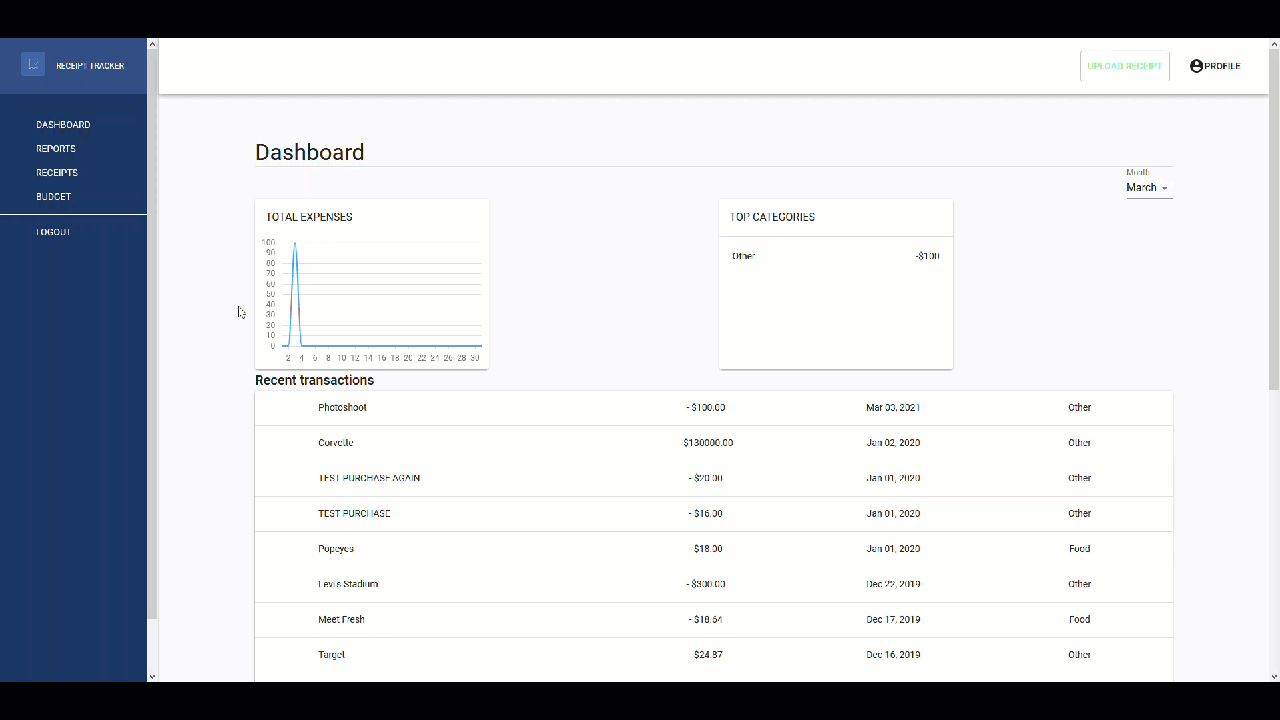 RECEIPT TRACKER
UPLOAD RECEIPT
PROFILE
DASHBOARD
REPORTS
RECEIPTS
BUDGET
LOGOUT
Dashboard
Month
March
TOTAL EXPENSES
100
90
80
70
60
50
40
30
20
10
0
2 4 6 8 10 12 14 16 18 20 22 24 26 28 30
TOP CATEGORIES
Other -$100
Recent transactions
Photoshoot - $100.00 Mar 03, 2021 Other
Corvette $130000.00 Jan 02, 2020 Other
TEST PURCHASE AGAIN - $20.00 Jan 01, 2020 Other
TEST PURCHASE - $16.00 Jan 01, 2020 Other
Popeyes $18.00 Jan 01, 2020 Food
Levi's Stadium - $300.00 Dec 22, 2019 Other
Meet Fresh - $18.64 Dec 17, 2019 Food
Target $24.87 Dec 16, 2019 Other